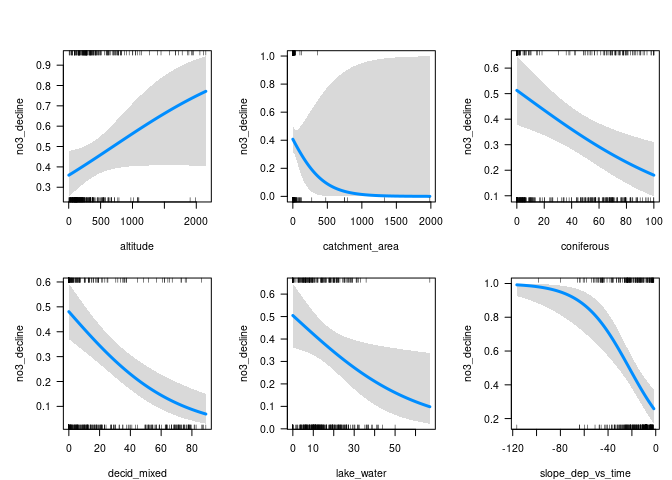 0.3 0.4 0.5 0.6 0.7 0.8 0.9
no3_decline
0 500 1000 2000
altitude
0.0 0.2 0.4 0.6 0.8 1.0
no3_decline
0 500 1000 2000
catchment_area
0.1 0.2 0.3 0.4 0.5 0.6
no3_decline
0 20 40 60 80 100
coniferous
0.1 0.2 0.3 0.4 0.5 0.6
no3_decline
0 20 40 60 80
decid_mixed
0.0 0.1 0.2 0.3 0.4 0.5 0.6
no3_decline
0 10 30 50
lake_water
0.2 0.4 0.6 0.8 1.0
no3_decline
-120 -80 -40 0
slope_dep_vs_time